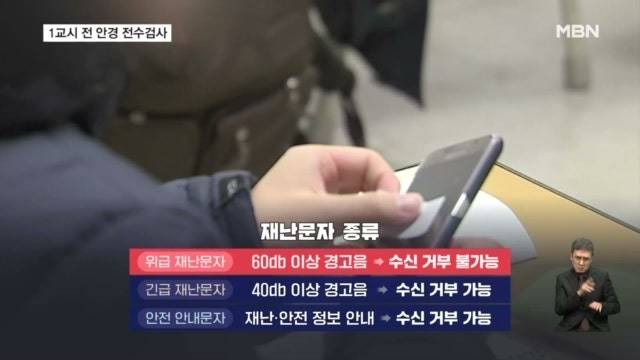 1교시 전 안경 전수검사
MBN
재난문자 종류
위급 재난문자 60db 이상 경고음 ➡ 수신 거부 불가능
긴급 재난문자 40db 이상 경고음 ➡ 수신 거부 가능
안전 안내문자 재난·안전 정보 안내 ➡ 수신 거부 가능